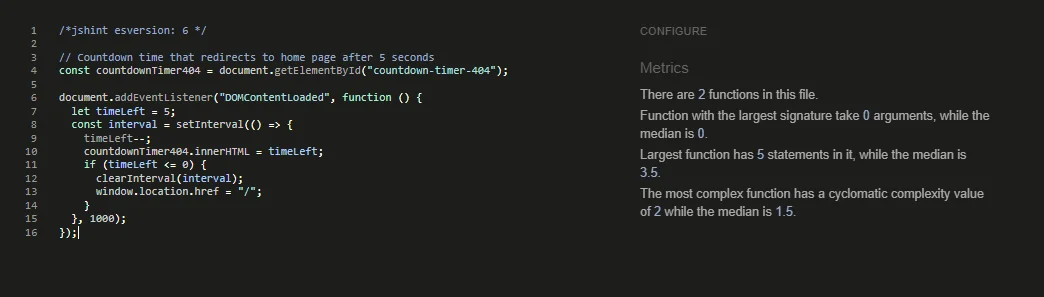 1 /*jshint esversion: 6 */
2
3 // Countdown time that redirects to home page after 5 seconds
4 const countdownTimer404 = document.getElementById("countdown-timer-404");
5
6 document.addEventListener("DOMContentLoaded", function () {
7   let timeLeft = 5;
8   const interval = setInterval(() => {
9     timeLeft--;
10     countdownTimer404.innerHTML = timeLeft;
11     if (timeLeft <= 0) {
12       clearInterval(interval);
13       window.location.href = "/";
14     }
15   }, 1000);
16 });
CONFIGURE
Metrics
There are 2 functions in this file.
Function with the largest signature take 0 arguments, while the
median is 0.
Largest function has 5 statements in it, while the median is
3.5.
The most complex function has a cyclomatic complexity value
of 2 while the median is 1.5.